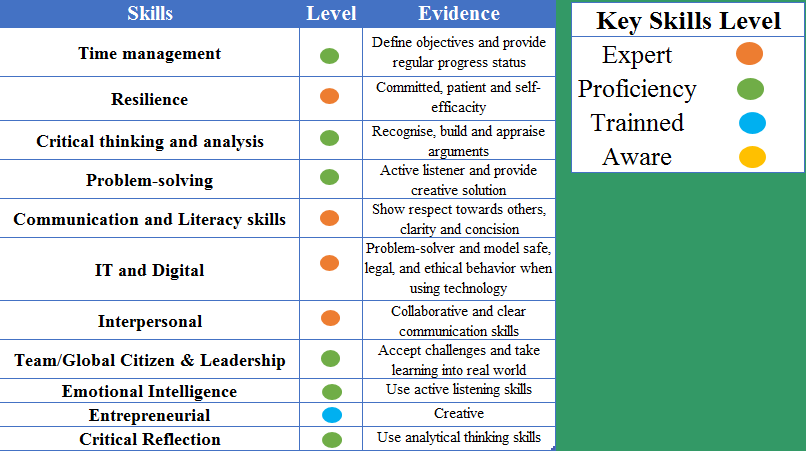 Skills Level Evidence
Time management
Define objectives and provide
regular progress status
Resilience
Committed, patient and self-
efficacity
Critical thinking and analysis
Recognise, build and appraise
arguments
Problem-solving
Active listener and provide
creative solution
Communication and Literacy skills
Show respect towards others,
clarity and concision
IT and Digital
Problem-solver and model safe,
legal, and ethical behavior when
using technology
Interpersonal
Collaborative and clear
communication skills
Team/Global Citizen & Leadership
Accept challenges and take
learning into real world
Emotional Intelligence
Use active listening skills
Entrepreneurial
Creative
Critical Reflection
Use analytical thinking skills
Key Skills Level
Expert
Proficiency
Trainned
Aware